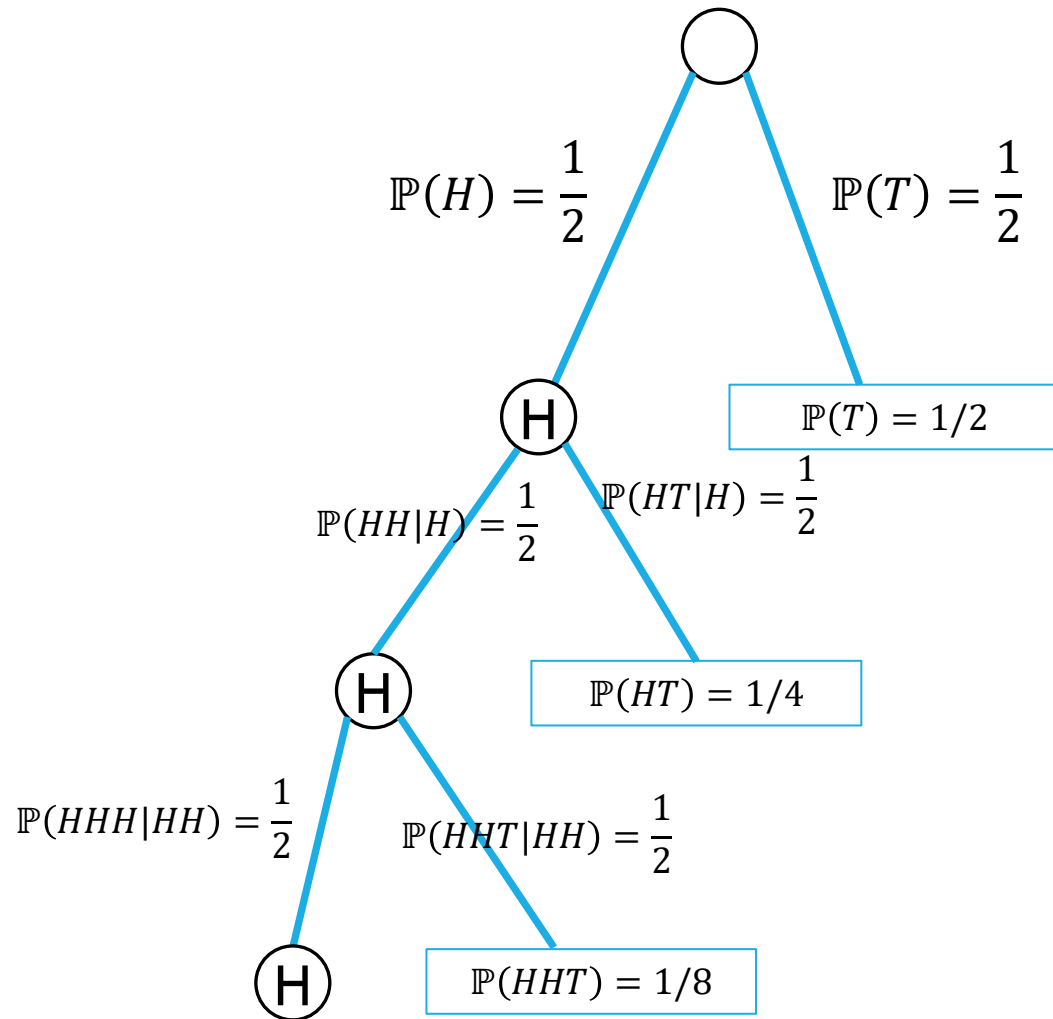 ℙ(H) = 1/2
ℙ(T) = 1/2
H
ℙ(T) = 1/2
ℙ(HH|H) = 1/2
ℙ(HT|H) = 1/2
H
ℙ(HT) = 1/4
ℙ(HHH|HH) = 1/2
ℙ(HHT|HH) = 1/2
H
ℙ(HHT) = 1/8